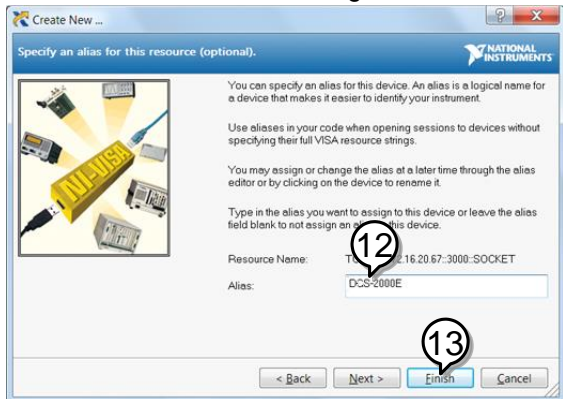 Create New ...
Specify an alias for this resource (optional).
NATIONAL
INSTRUMENTS
You can specify an alias for this device. An alias is a logical name for
a device that makes it easier to identify your instrument.
Use aliases in your code when opening sessions to devices without
specifying their full VISA resource strings.
You may assign or change the alias at a later time through the alias
editor or by clicking on the device to rename it.
Type in the alias you want to assign to this device or leave the alias
field blank to not assign an this device.
NI-VISA
12
Resource Name: 2.16.20.67::3000::SOCKET
Alias: DCS-2000E
13
< Back Next > Finish Cancel